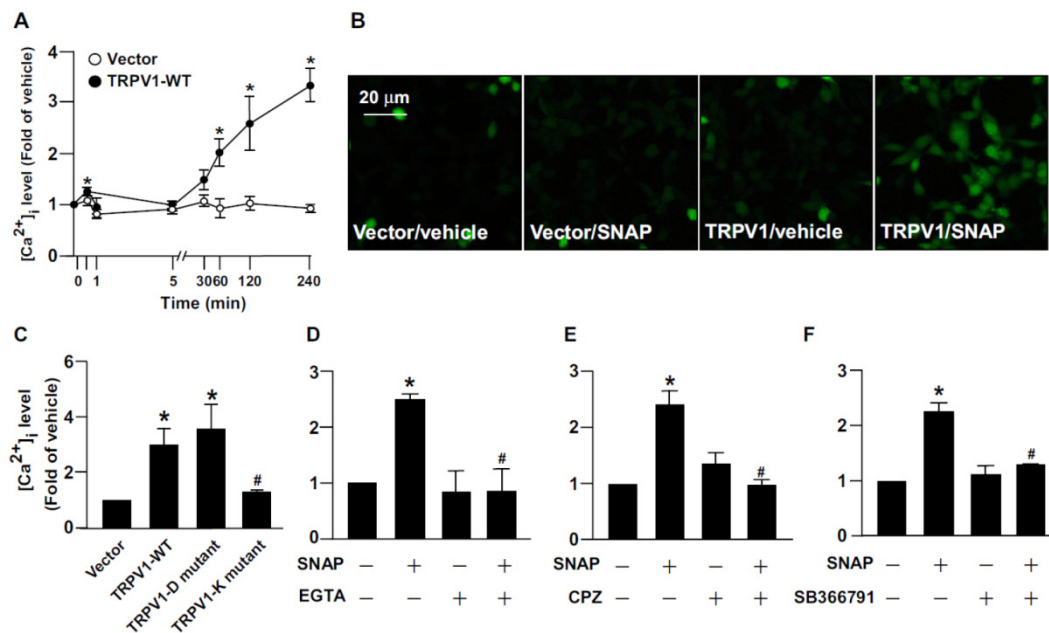 A
[Ca2+]i level (Fold of vehicle)
4
3
2
1
0
Vector
TRPV1-WT
*
*
*
*
0 1 5 30 60 120 240
Time (min)
B
20 μm
Vector/vehicle
Vector/SNAP
TRPV1/vehicle
TRPV1/SNAP
C
[Ca2+]i level
(Fold of vehicle)
6
4
2
0
*
*
#
Vector
TRPV1-WT
TRPV1-D mutant
TRPV1-K mutant
D
3
2
1
0
*
#
SNAP − + − +
EGTA − − + +
E
3
2
1
0
*
#
SNAP − + − +
CPZ − − + +
F
3
2
1
0
*
#
SNAP − + − +
SB366791 − − + +